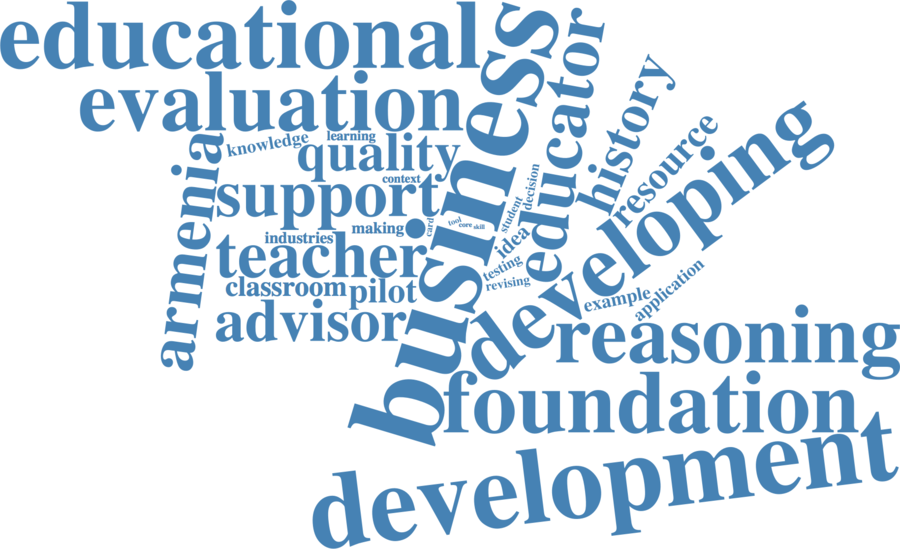 educational
evaluation
business
educator
history
knowledge
learning
quality
resource
developing
armenia
context
support
decision
student
card
tool
core
skill
making
idea
industries
teacher
testing
revising
classroom
pilot
example
application
advisor
reasoning
foundation
development